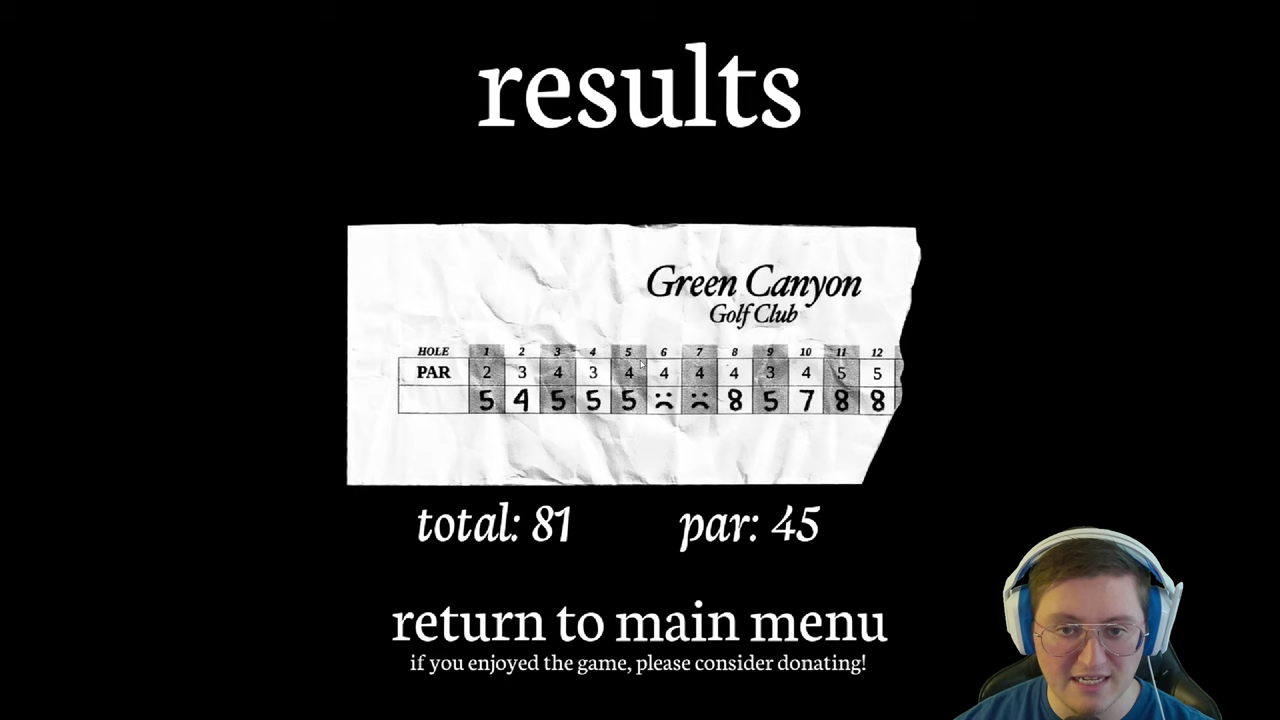 results
Green Canyon
Golf Club
HOLE 1 2 3 4 5 6 7 8 9 10 11 12
PAR 2 3 4 3 4 4 4 4 3 4 5 5
5 4 5 5 5 :( :( 8 5 7 8 8
total: 81 par: 45
return to main menu
if you enjoyed the game, please consider donating!